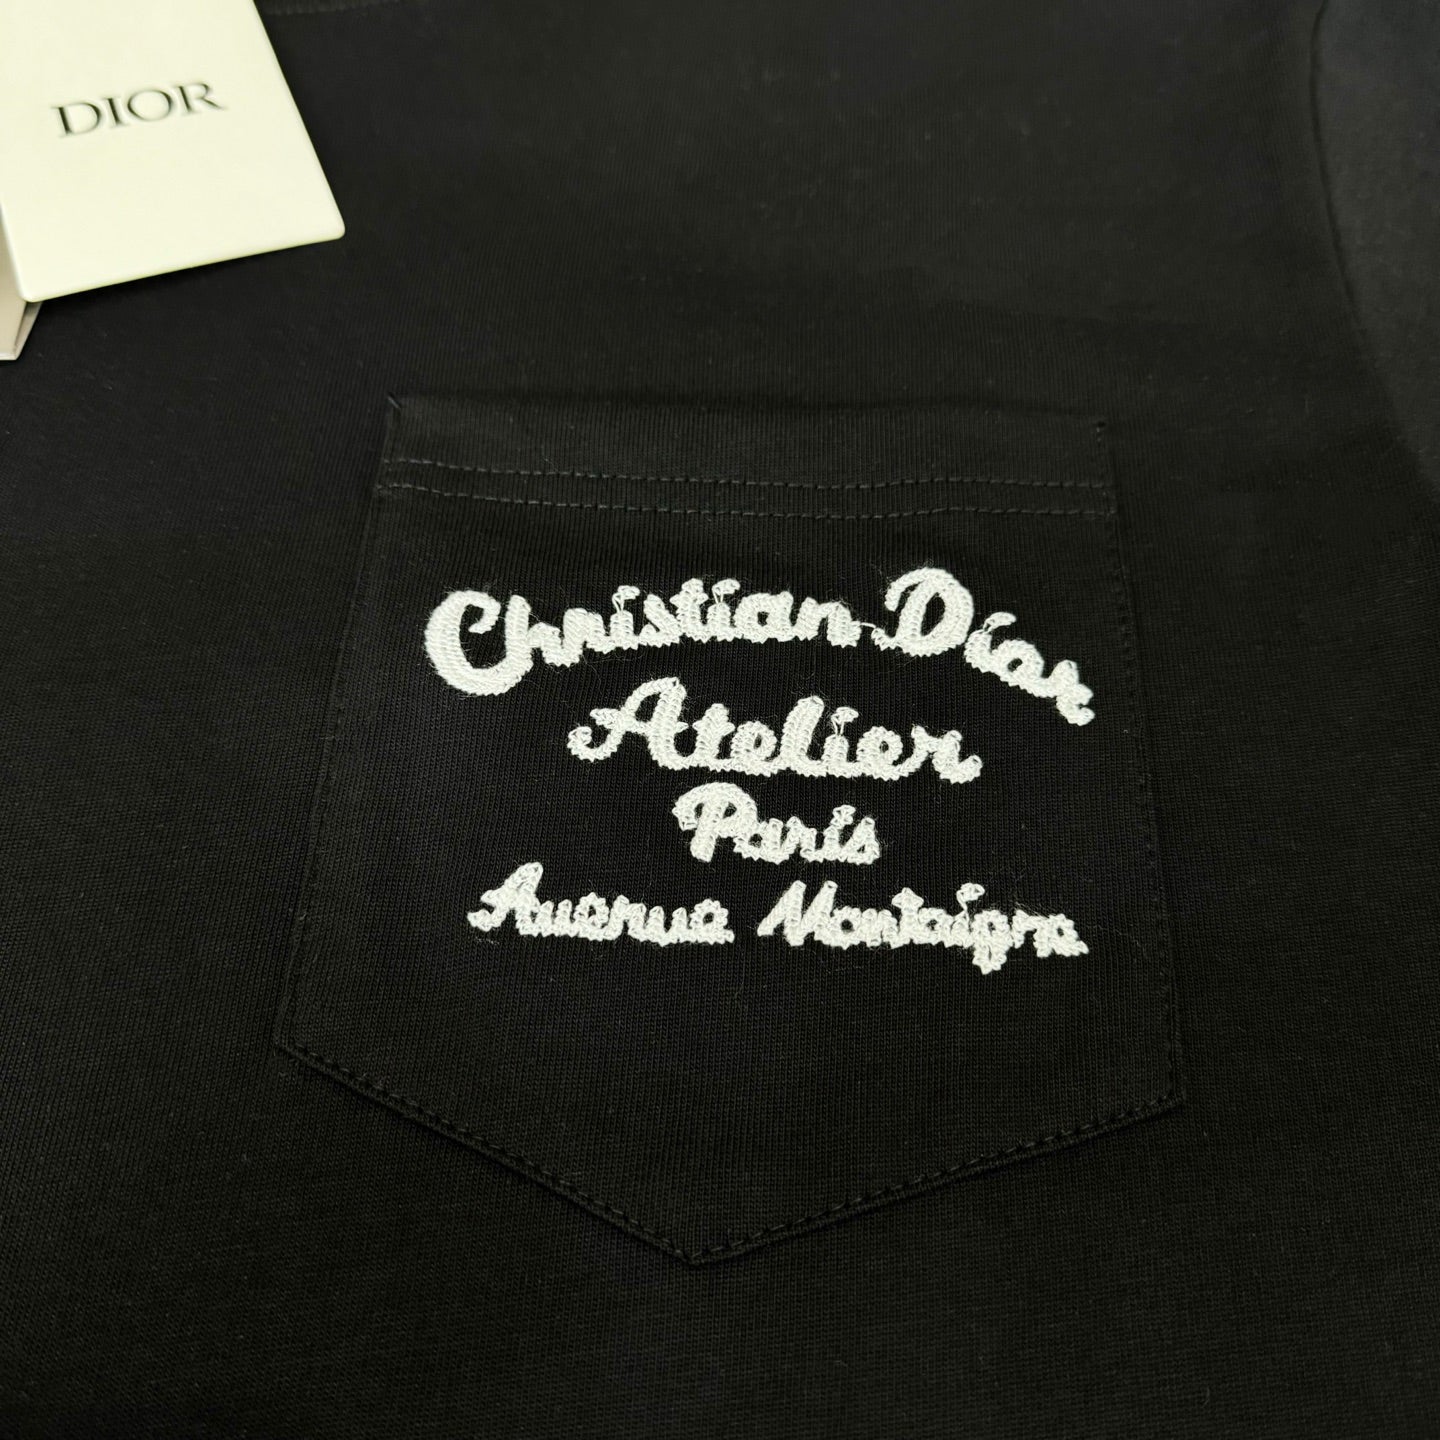 DIOR
Christian Dior
Atelier
Paris
Avenue Montaigne